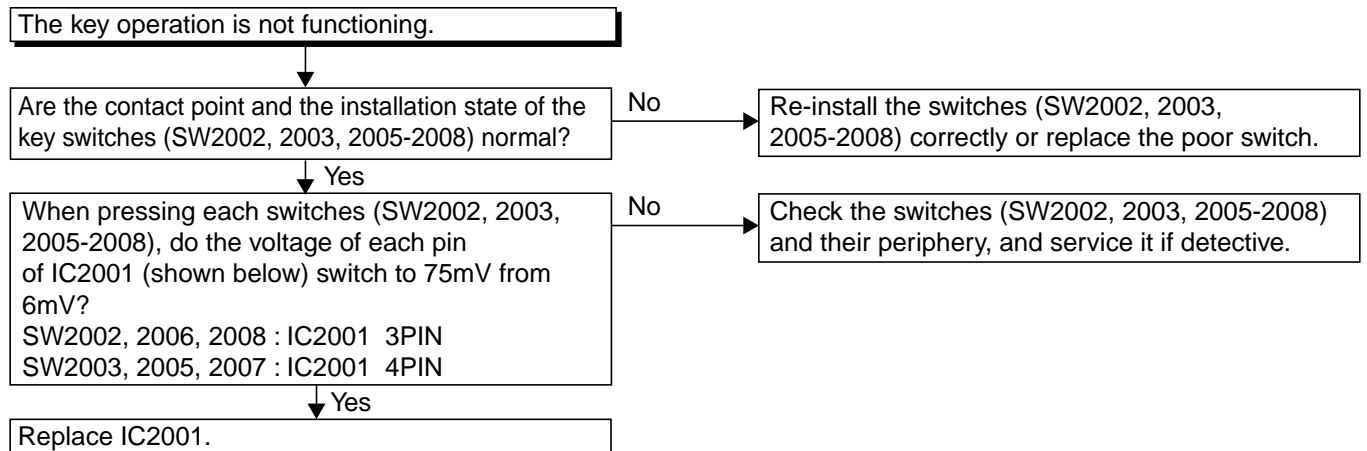 The key operation is not functioning.
Are the contact point and the installation state of the
key switches (SW2002, 2003, 2005-2008) normal?
No
Re-install the switches (SW2002, 2003,
2005-2008) correctly or replace the poor switch.
Yes
When pressing each switches (SW2002, 2003,
2005-2008), do the voltage of each pin
of IC2001 (shown below) switch to 75mV from
6mV?
SW2002, 2006, 2008 : IC2001 3PIN
SW2003, 2005, 2007 : IC2001 4PIN
No
Check the switches (SW2002, 2003, 2005-2008)
and their periphery, and service it if detective.
Yes
Replace IC2001.